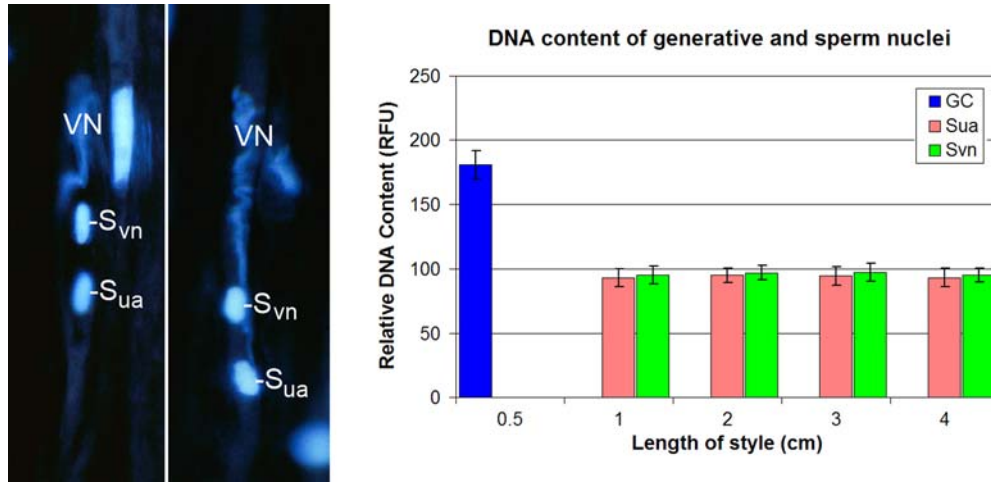 VN
-Svn
-Sua
VN
-Svn
-Sua
DNA content of generative and sperm nuclei
Relative DNA Content (RFU)
250
200
150
100
50
0
GC
Sua
Svn
0.5 1 2 3 4
Length of style (cm)